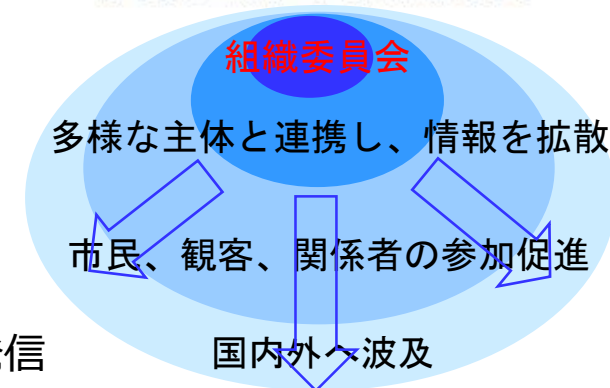 組織委員会
多様な主体と連携し、情報を拡散
市民、観客、関係者の参加促進
信
国内外へ波及